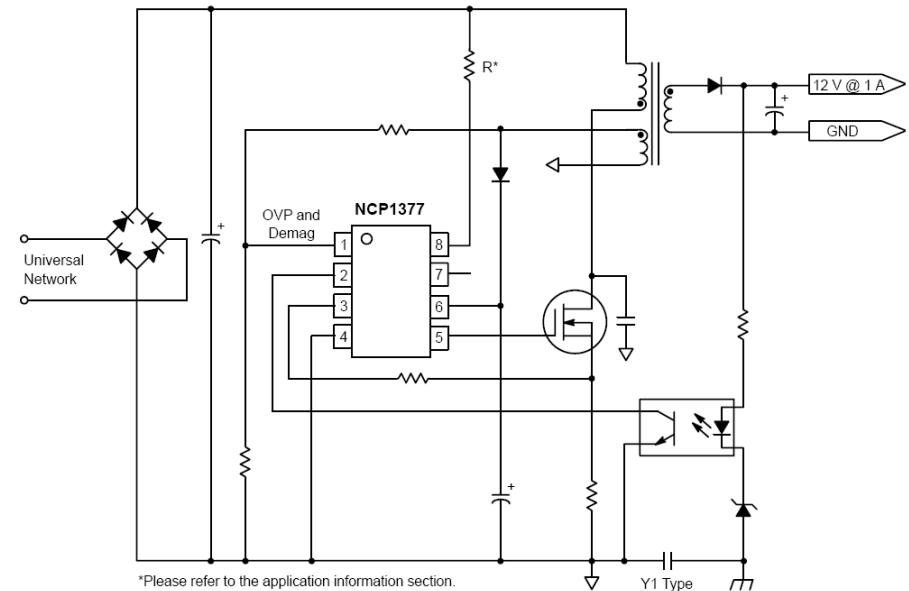 R*
+
12 V @ 1 A
+
GND
NCP1377
OVP and
Demag
+
Universal
Network
1
8
2
7
3
6
4
5
+
*Please refer to the application information section.
Y1 Type